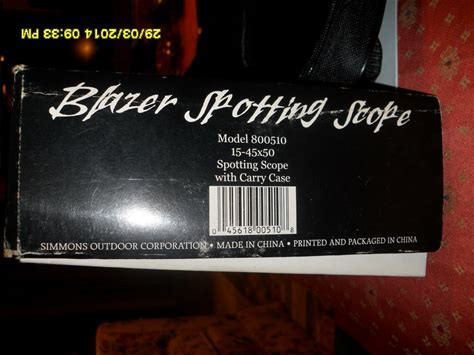 29/03/2014 09:33 PM
Blazer Spotting Scope
Model 800510
15-45x50
Spotting Scope
with Carry Case
0 45618 00510 8
SIMMONS OUTDOOR CORPORATION • MADE IN CHINA • PRINTED AND PACKAGED IN CHINA